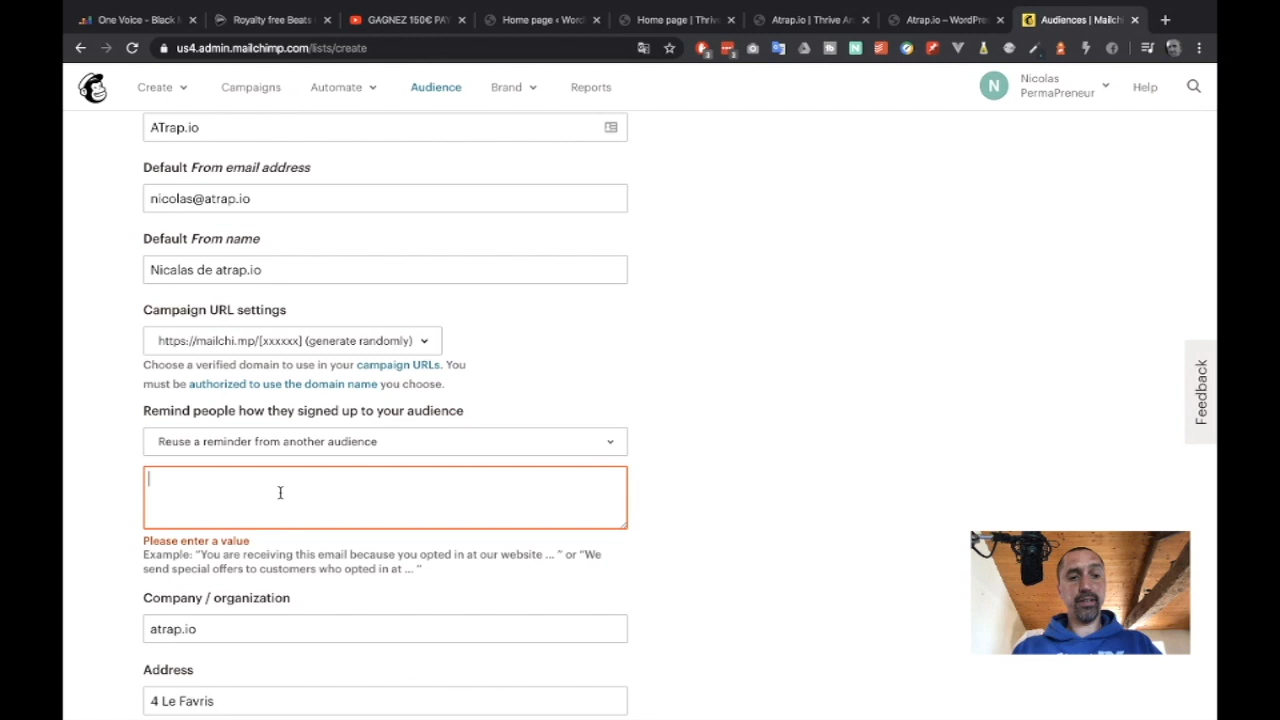 One Voice - Black M
Royalty free Beats
GAGNEZ 150€ PAY
Home page ‹ Word
Home page | Thrive
Atrap.io | Thrive Ar
Atrap.io – WordPre
Audiences | Mailch
us4.admin.mailchimp.com/lists/create
Create
Campaigns
Automate
Audience
Brand
Reports
N
Nicolas
PermaPreneur
Help
ATrap.io
Default From email address
nicolas@atrap.io
Default From name
Nicalas de atrap.io
Campaign URL settings
https://mailchi.mp/[xxxxxx] (generate randomly)
Choose a verified domain to use in your campaign URLs. You
must be authorized to use the domain name you choose.
Remind people how they signed up to your audience
Reuse a reminder from another audience
Please enter a value
Example: “You are receiving this email because you opted in at our website ... ” or “We
send special offers to customers who opted in at ... ”
Company / organization
atrap.io
Address
4 Le Favris
Feedback